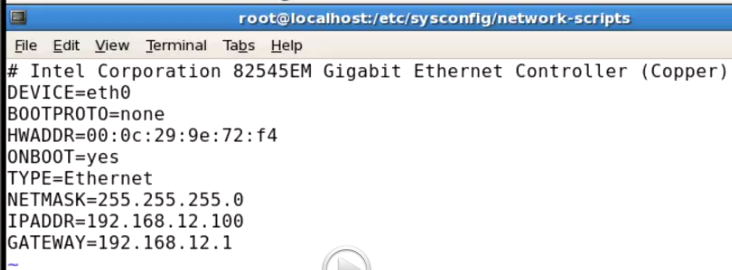 root@localhost:/etc/sysconfig/network-scripts
File Edit View Terminal Tabs Help
# Intel Corporation 82545EM Gigabit Ethernet Controller (Copper)
DEVICE=eth0
BOOTPROTO=none
HWADDR=00:0c:29:9e:72:f4
ONBOOT=yes
TYPE=Ethernet
NETMASK=255.255.255.0
IPADDR=192.168.12.100
GATEWAY=192.168.12.1
~